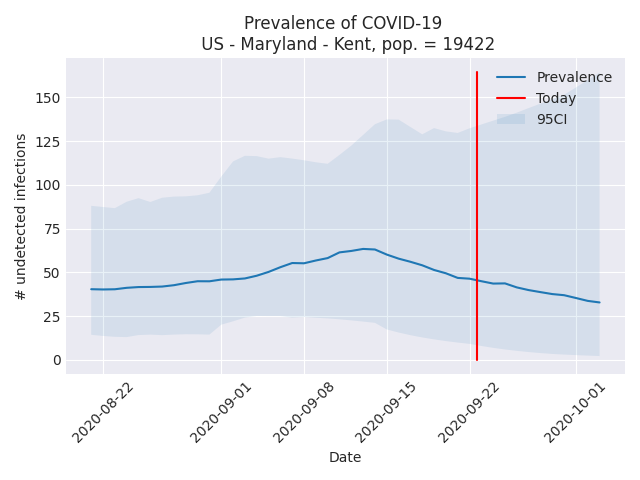 Prevalence of COVID-19
US - Maryland - Kent, pop. = 19422
Prevalence
Today
95CI
# undetected infections
150
125
100
75
50
25
0
2020-08-22
2020-09-01
2020-09-08
2020-09-15
2020-09-22
2020-10-01
Date